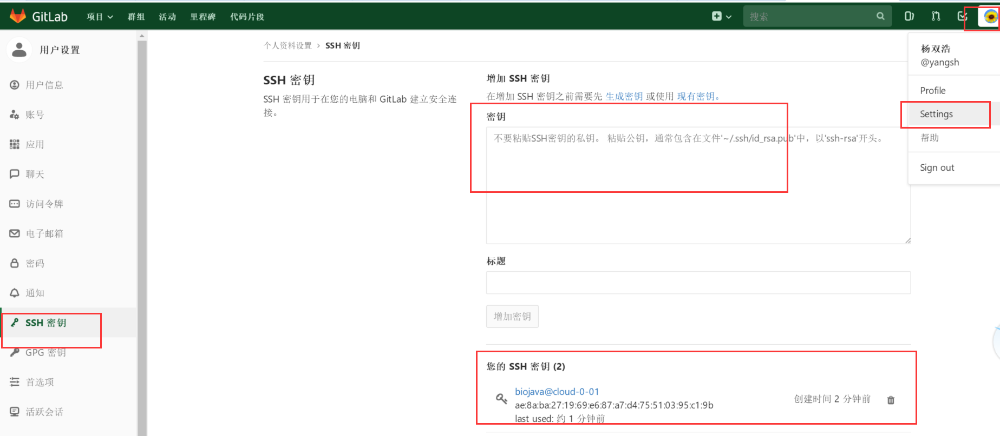 GitLab 项目 群组 活动 里程碑 代码片段 搜索
用户设置
用户信息
账号
应用
聊天
访问令牌
电子邮箱
密码
通知
SSH 密钥
GPG 密钥
首选项
活跃会话
个人资料设置 › SSH 密钥
SSH 密钥
SSH 密钥用于在您的电脑和 GitLab 建立安全连
接。
增加 SSH 密钥
在增加 SSH 密钥之前需要先 生成密钥 或使用 现有密钥。
密钥
不要粘贴SSH密钥的私钥。 粘贴公钥，通常包含在文件'~/.ssh/id_rsa.pub'中，以'ssh-rsa'开头。
标题
增加密钥
您的 SSH 密钥 (2)
biojava@cloud-0-01
ae:8a:ba:27:19:69:e6:87:a7:d4:75:51:03:95:c1:9b
last used: 约 1 分钟前
创建时间 2 分钟前
杨双浩
@yangsh
Profile
Settings
帮助
Sign out